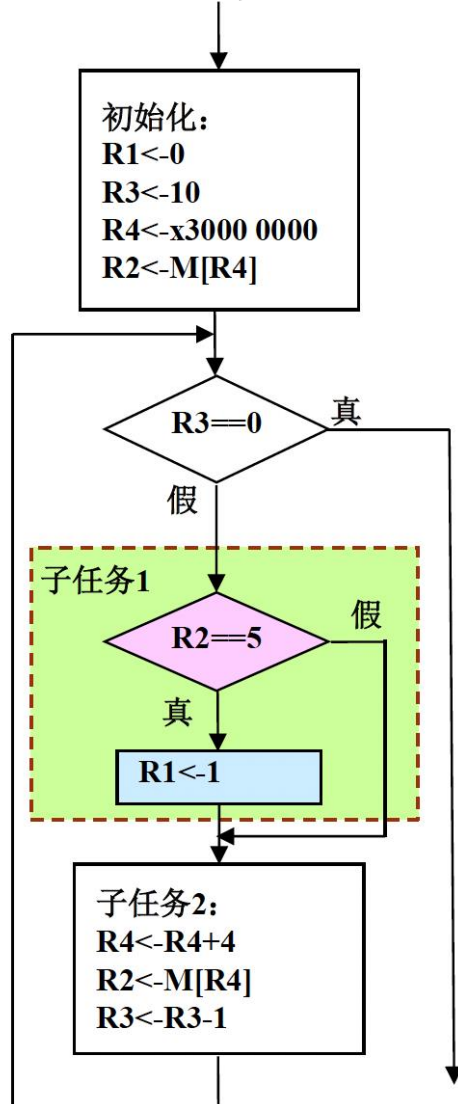 初始化：
R1<-0
R3<-10
R4<-x3000 0000
R2<-M[R4]
R3==0
真
假
子任务1
R2==5
假
真
R1<-1
子任务2：
R4<-R4+4
R2<-M[R4]
R3<-R3-1